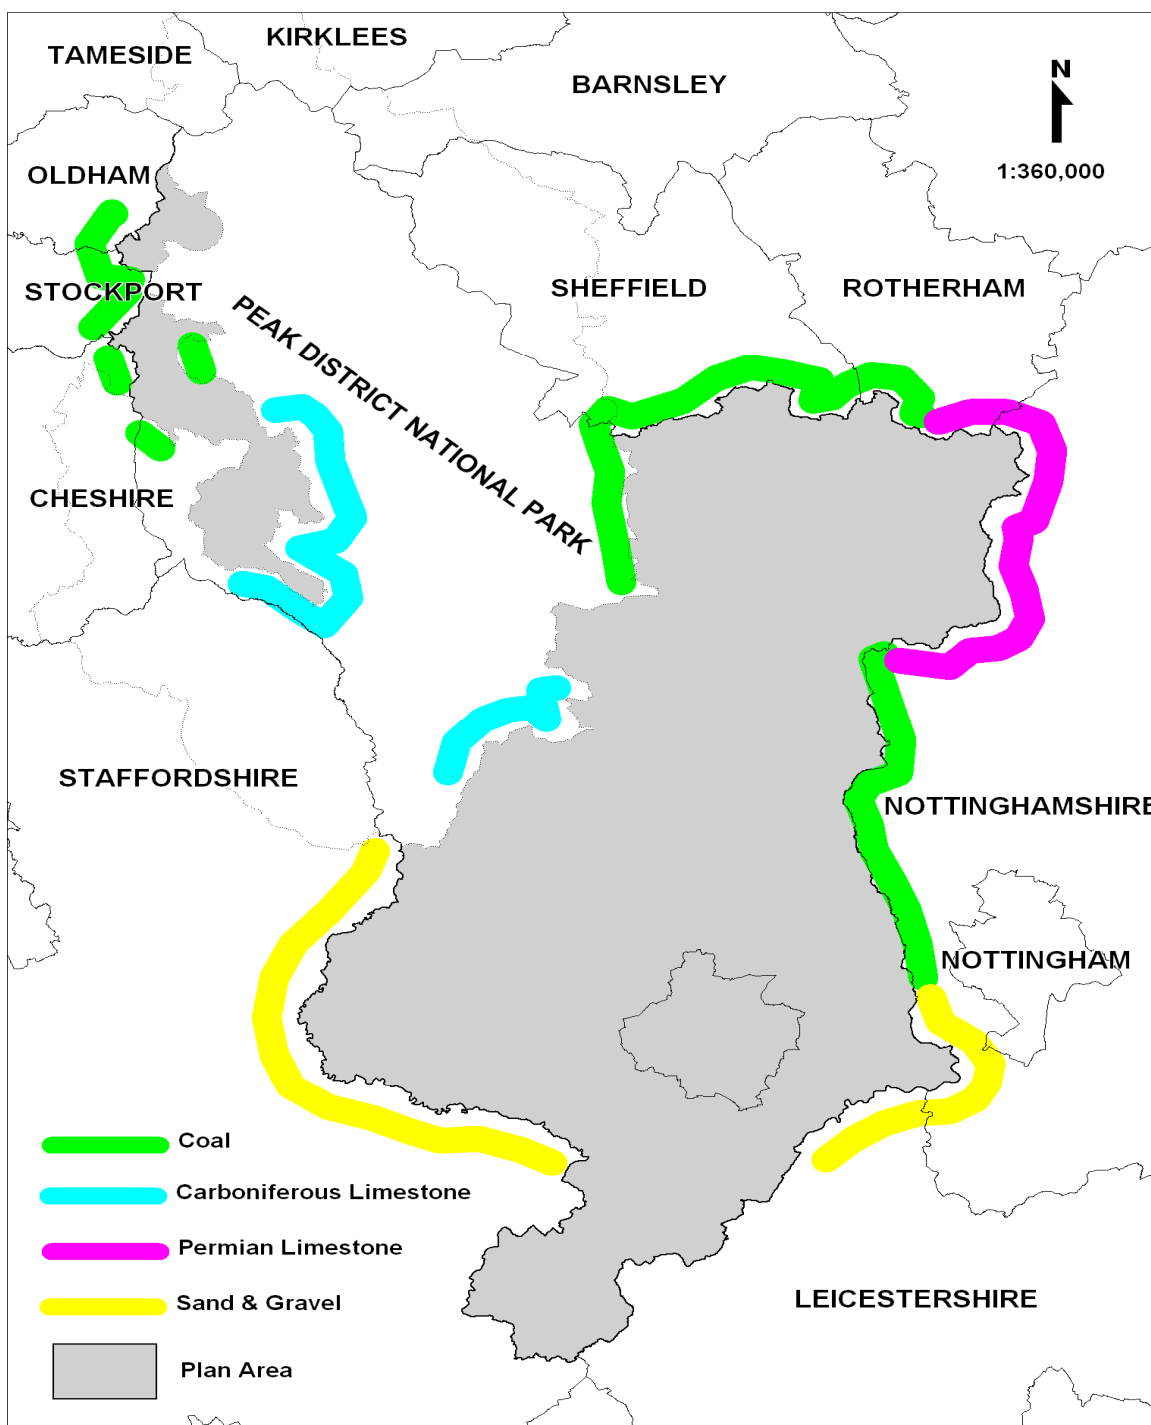 KIRKLEES
TAMESIDE
BARNSLEY
N
1:360,000
OLDHAM
STOCKPORT
SHEFFIELD
ROTHERHAM
PEAK DISTRICT NATIONAL PARK
CHESHIRE
STAFFORDSHIRE
NOTTINGHAMSHIRE
NOTTINGHAM
Coal
Carboniferous Limestone
Permian Limestone
Sand & Gravel
LEICESTERSHIRE
Plan Area